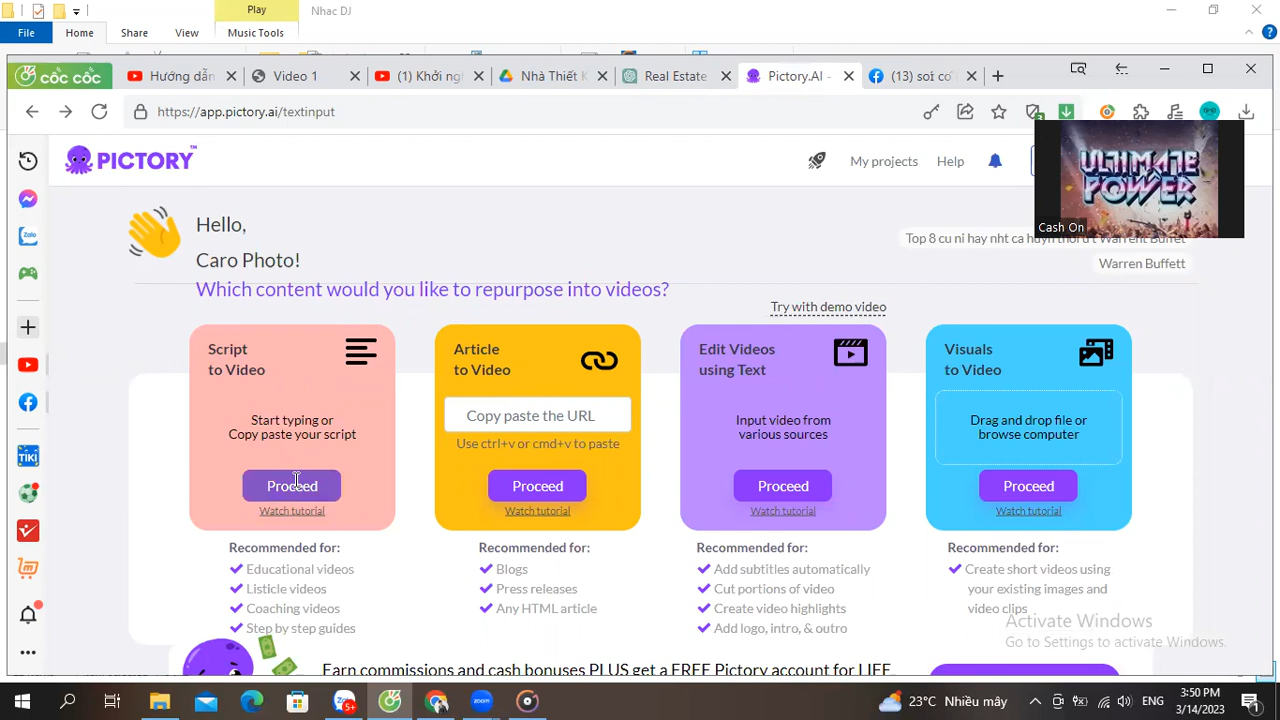 Play
Nhac DJ
File
Home
Share
View
Music Tools
cốc cốc
Hướng dẫn
Video 1
(1) Khởi ng
Nhà Thiết K
Real Estate
Pictory.AI -
(13) soi cơ
https://app.pictory.ai/textinput
PICTORY
My projects
Help
ULTIMATE
POWER
Cash On
Hello,
Caro Photo!
Top 8 cu ni hay nht ca huyn thoi t Warrent Buffet
Warren Buffett
Which content would you like to repurpose into videos?
Try with demo video
Script
to Video
Start typing or
Copy paste your script
Proceed
Watch tutorial
Article
to Video
Copy paste the URL
Use ctrl+v or cmd+v to paste
Proceed
Watch tutorial
Edit Videos
using Text
Input video from
various sources
Proceed
Watch tutorial
Visuals
to Video
Drag and drop file or
browse computer
Proceed
Watch tutorial
Recommended for:
Educational videos
Listicle videos
Coaching videos
Step by step guides
Recommended for:
Blogs
Press releases
Any HTML article
Recommended for:
Add subtitles automatically
Cut portions of video
Create video highlights
Add logo, intro, & outro
Recommended for:
Create short videos using
your existing images and
video clips
Activate Windows
Go to Settings to activate Windows.
Earn commissions and cash bonuses PLUS get a FREE Pictory account for LIFE
Zalo
TIKI
Zalo
5+
zoom
23°C Nhiều mây
ENG
3:50 PM
3/14/2023
1